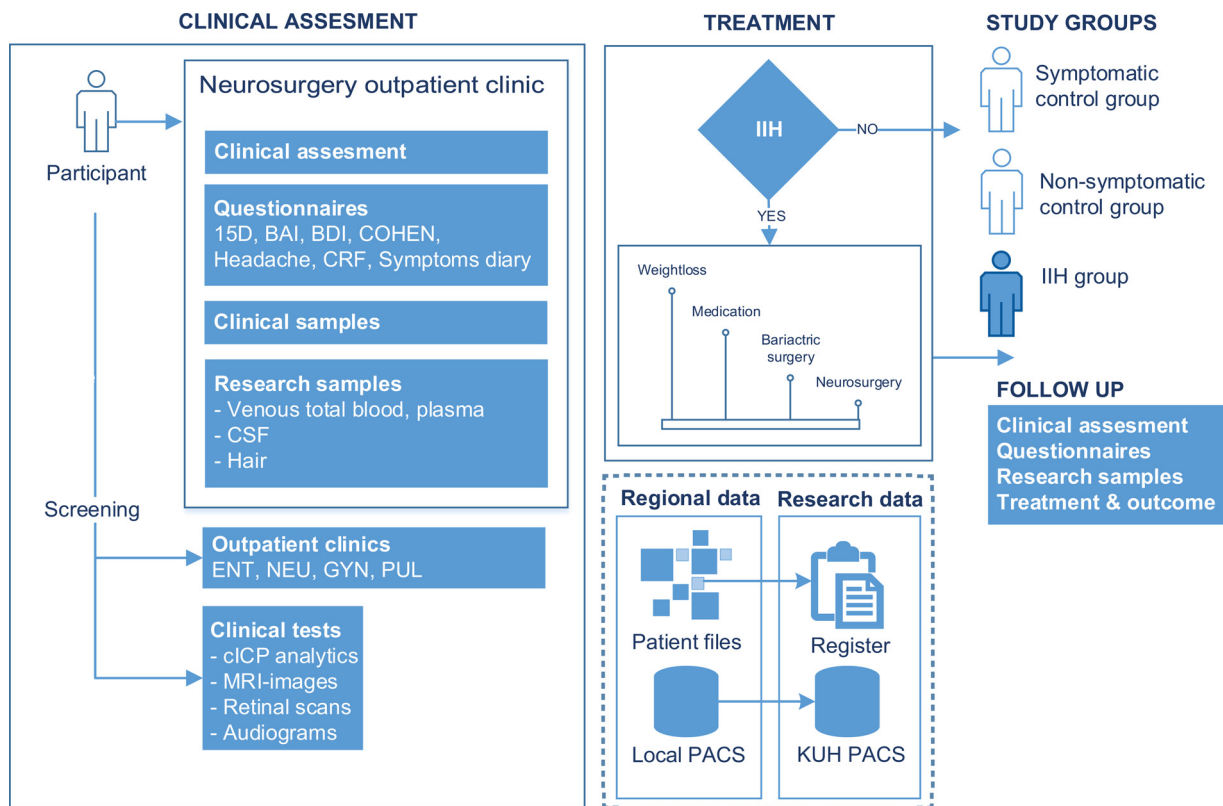 CLINICAL ASSESMENT
Participant
Neurosurgery outpatient clinic
Clinical assesment
Questionnaires
15D, BAI, BDI, COHEN,
Headache, CRF, Symptoms diary
Clinical samples
Research samples
- Venous total blood, plasma
- CSF
- Hair
Screening
Outpatient clinics
ENT, NEU, GYN, PUL
Clinical tests
- cICP analytics
- MRI-images
- Retinal scans
- Audiograms
TREATMENT
IIH
NO
YES
Weightloss
Medication
Bariactric
surgery
Neurosurgery
Regional data
Research data
Patient files
Register
Local PACS
KUH PACS
STUDY GROUPS
Symptomatic
control group
Non-symptomatic
control group
IIH group
FOLLOW UP
Clinical assesment
Questionnaires
Research samples
Treatment & outcome